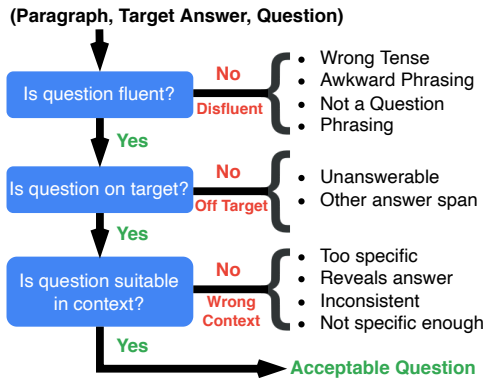 (Paragraph, Target Answer, Question)
Is question fluent?
No
Disfluent
• Wrong Tense
• Awkward Phrasing
• Not a Question
• Phrasing
Yes
Is question on target?
No
Off Target
• Unanswerable
• Other answer span
Yes
Is question suitable
in context?
No
Wrong
Context
• Too specific
• Reveals answer
• Inconsistent
• Not specific enough
Yes
Acceptable Question